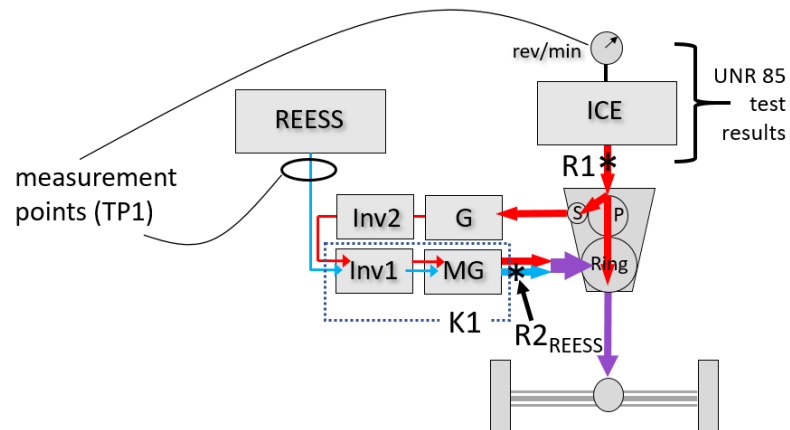 rev/min
UNR 85
test
results
ICE
REESS
R1*
measurement
points (TP1)
S
P
Inv2
G
Ring
Inv1
MG
*
K1
R2REESS